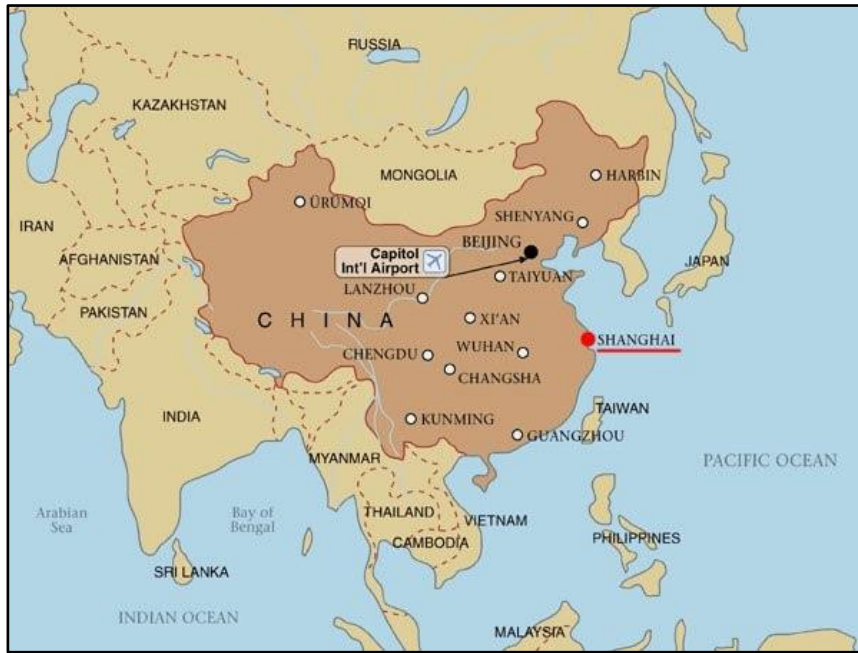 RUSSIA
KAZAKHSTAN
MONGOLIA
HARBIN
ÜRÜMQI
SHENYANG
IRAN
BEIJING
Capitol
Int'l Airport
AFGHANISTAN
TAIYUAN
JAPAN
LANZHOU
PAKISTAN
CHINA
XI'AN
SHANGHAI
WUHAN
CHENGDU
CHANGSHA
TAIWAN
INDIA
KUNMING
GUANGZHOU
MYANMAR
PACIFIC OCEAN
Arabian
Sea
Bay of
Bengal
THAILAND
VIETNAM
PHILIPPINES
CAMBODIA
SRI LANKA
INDIAN OCEAN
MALAYSIA